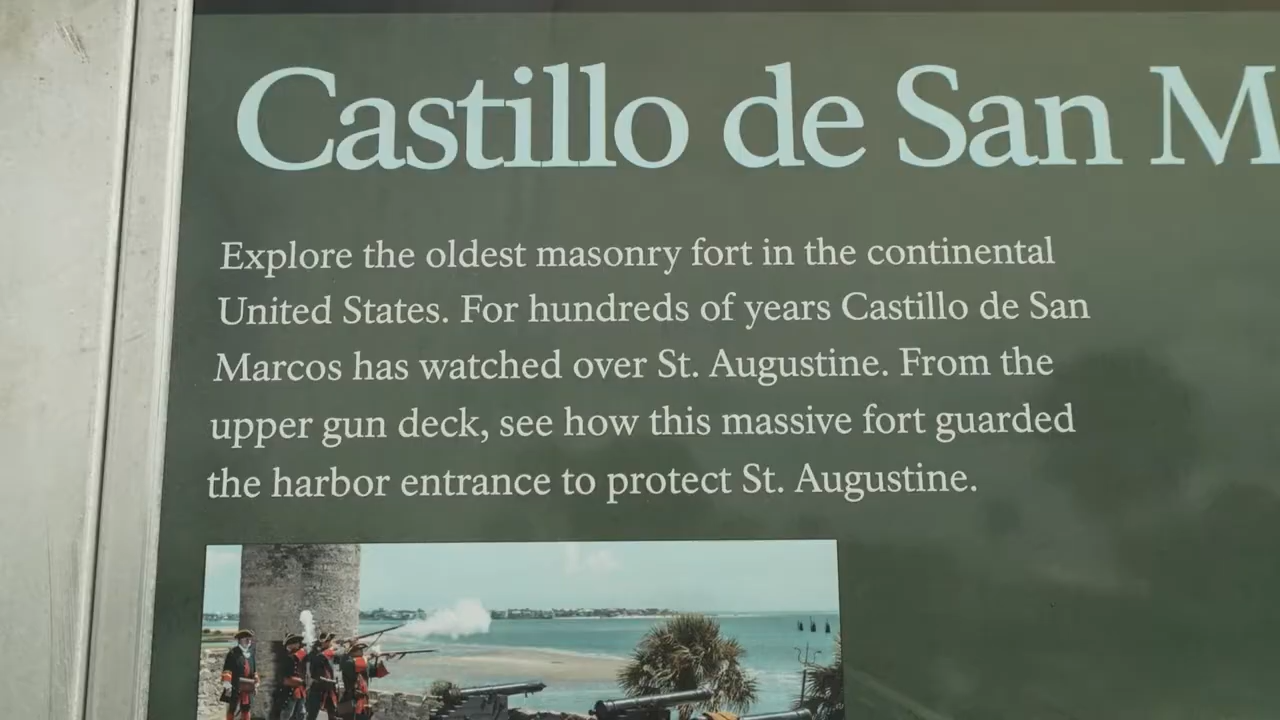 Castillo de San M
Explore the oldest masonry fort in the continental
United States. For hundreds of years Castillo de San
Marcos has watched over St. Augustine. From the
upper gun deck, see how this massive fort guarded
the harbor entrance to protect St. Augustine.